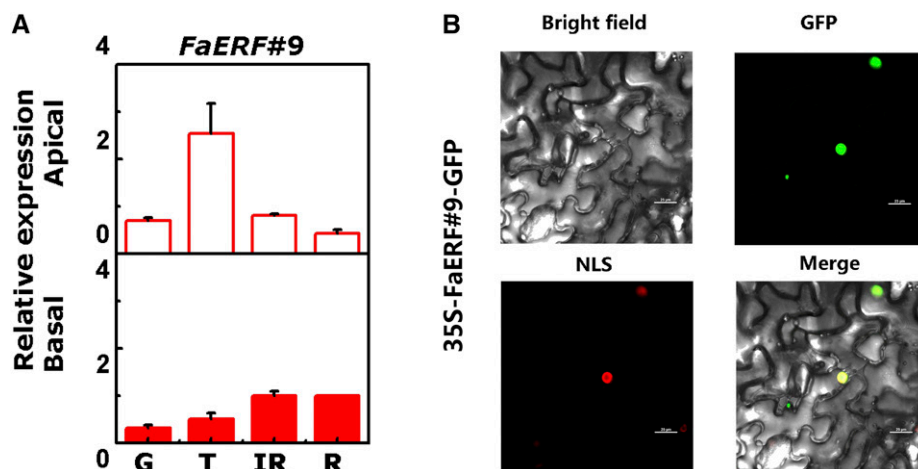 A
FaERF#9
Relative expression
Apical
Basal
4
2
0
4
2
0
G T IR R
B
35S-FaERF#9-GFP
Bright field
GFP
NLS
Merge